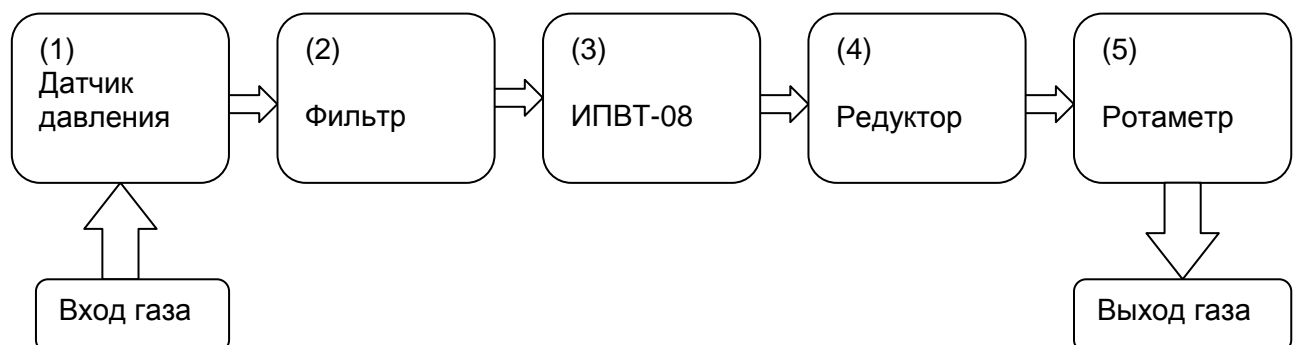 (1)
Датчик
давления
(2)
Фильтр
(3)
ИПВТ-08
(4)
Редуктор
(5)
Ротаметр
Вход газа
Выход газа